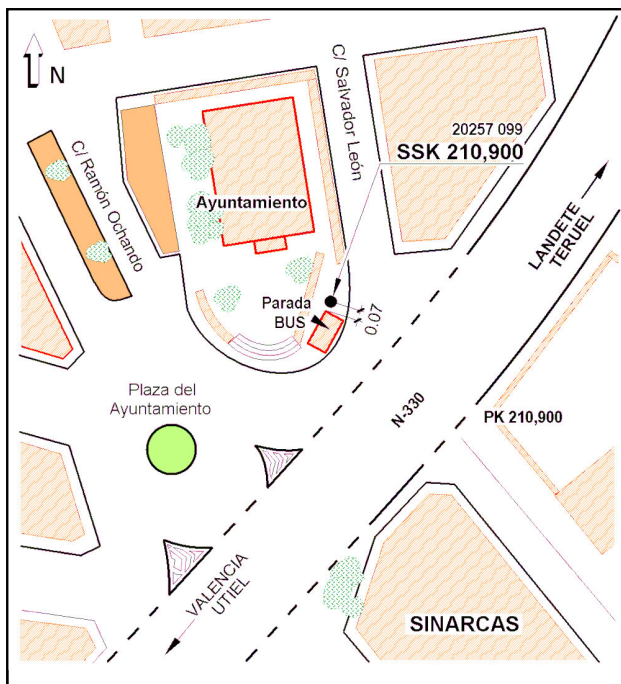 N
C/ Salvador León
20257 099
SSK 210,900
C/ Ramón Ochando
Ayuntamiento
LANDETE
TERUEL
Parada
BUS
0.07
Plaza del
Ayuntamiento
N-330
PK 210,900
VALENCIA
UTIEL
SINARCAS